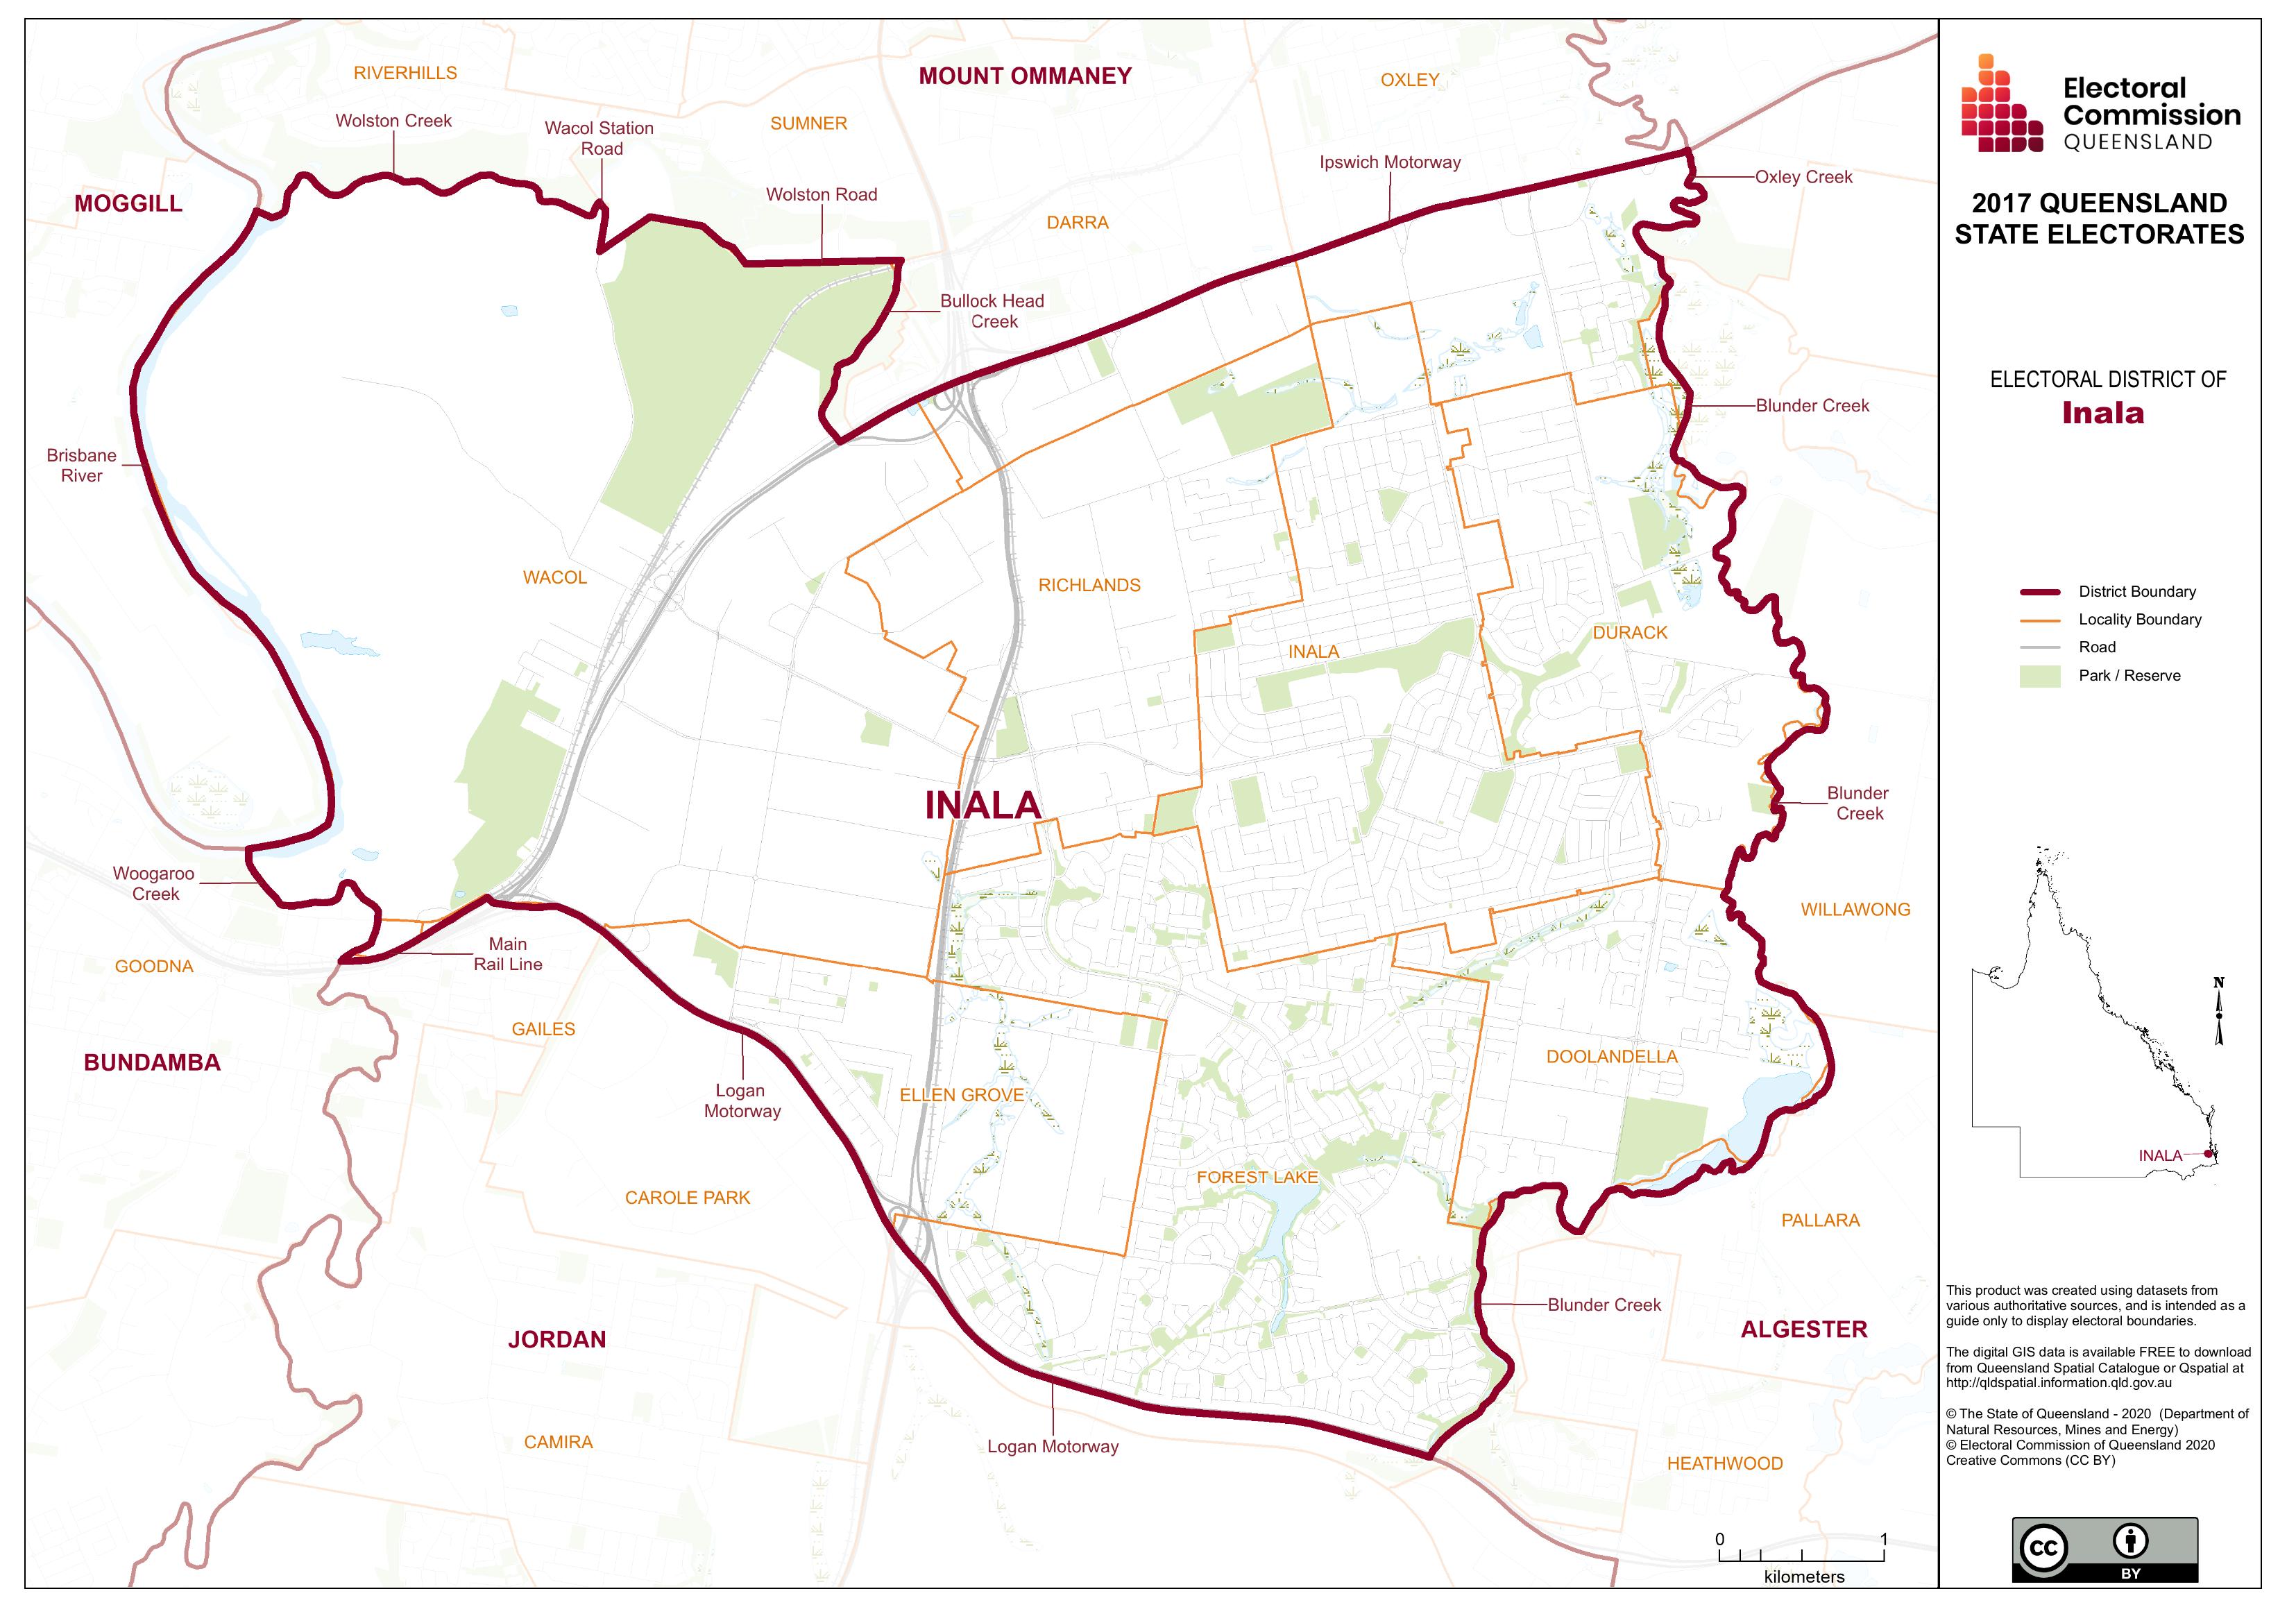 RIVERHILLS
MOUNT OMMANEY
OXLEY
Wolston Creek
Wacol Station
Road
SUMNER
Ipswich Motorway
Oxley Creek
Wolston Road
MOGGILL
DARRA
Bullock Head
Creek
Blunder Creek
Brisbane
River
WACOL
RICHLANDS
DURACK
INALA
INALA
Blunder
Creek
Woogaroo
Creek
WILLAWONG
Main
Rail Line
GOODNA
GAILES
BUNDAMBA
DOOLANDELLA
Logan
Motorway
ELLEN GROVE
FOREST LAKE
CAROLE PARK
PALLARA
Blunder Creek
JORDAN
ALGESTER
CAMIRA
Logan Motorway
HEATHWOOD
0 1
kilometers
Electoral
Commission
QUEENSLAND
2017 QUEENSLAND
STATE ELECTORATES
ELECTORAL DISTRICT OF
Inala
District Boundary
Locality Boundary
Road
Park / Reserve
N
INALA
This product was created using datasets from
various authoritative sources, and is intended as a
guide only to display electoral boundaries.
The digital GIS data is available FREE to download
from Queensland Spatial Catalogue or Qspatial at
http://qldspatial.information.qld.gov.au
© The State of Queensland - 2020 (Department of
Natural Resources, Mines and Energy)
© Electoral Commission of Queensland 2020
Creative Commons (CC BY)
CC
BY